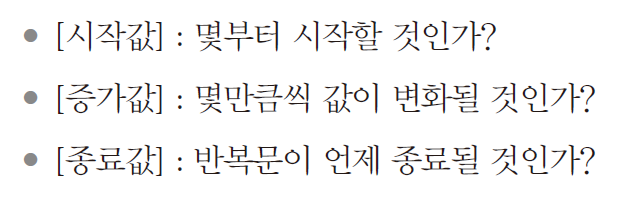 ● [시작값] : 몇부터 시작할 것인가?
● [증가값] : 몇만큼씩 값이 변화될 것인가?
● [종료값] : 반복문이 언제 종료될 것인가?